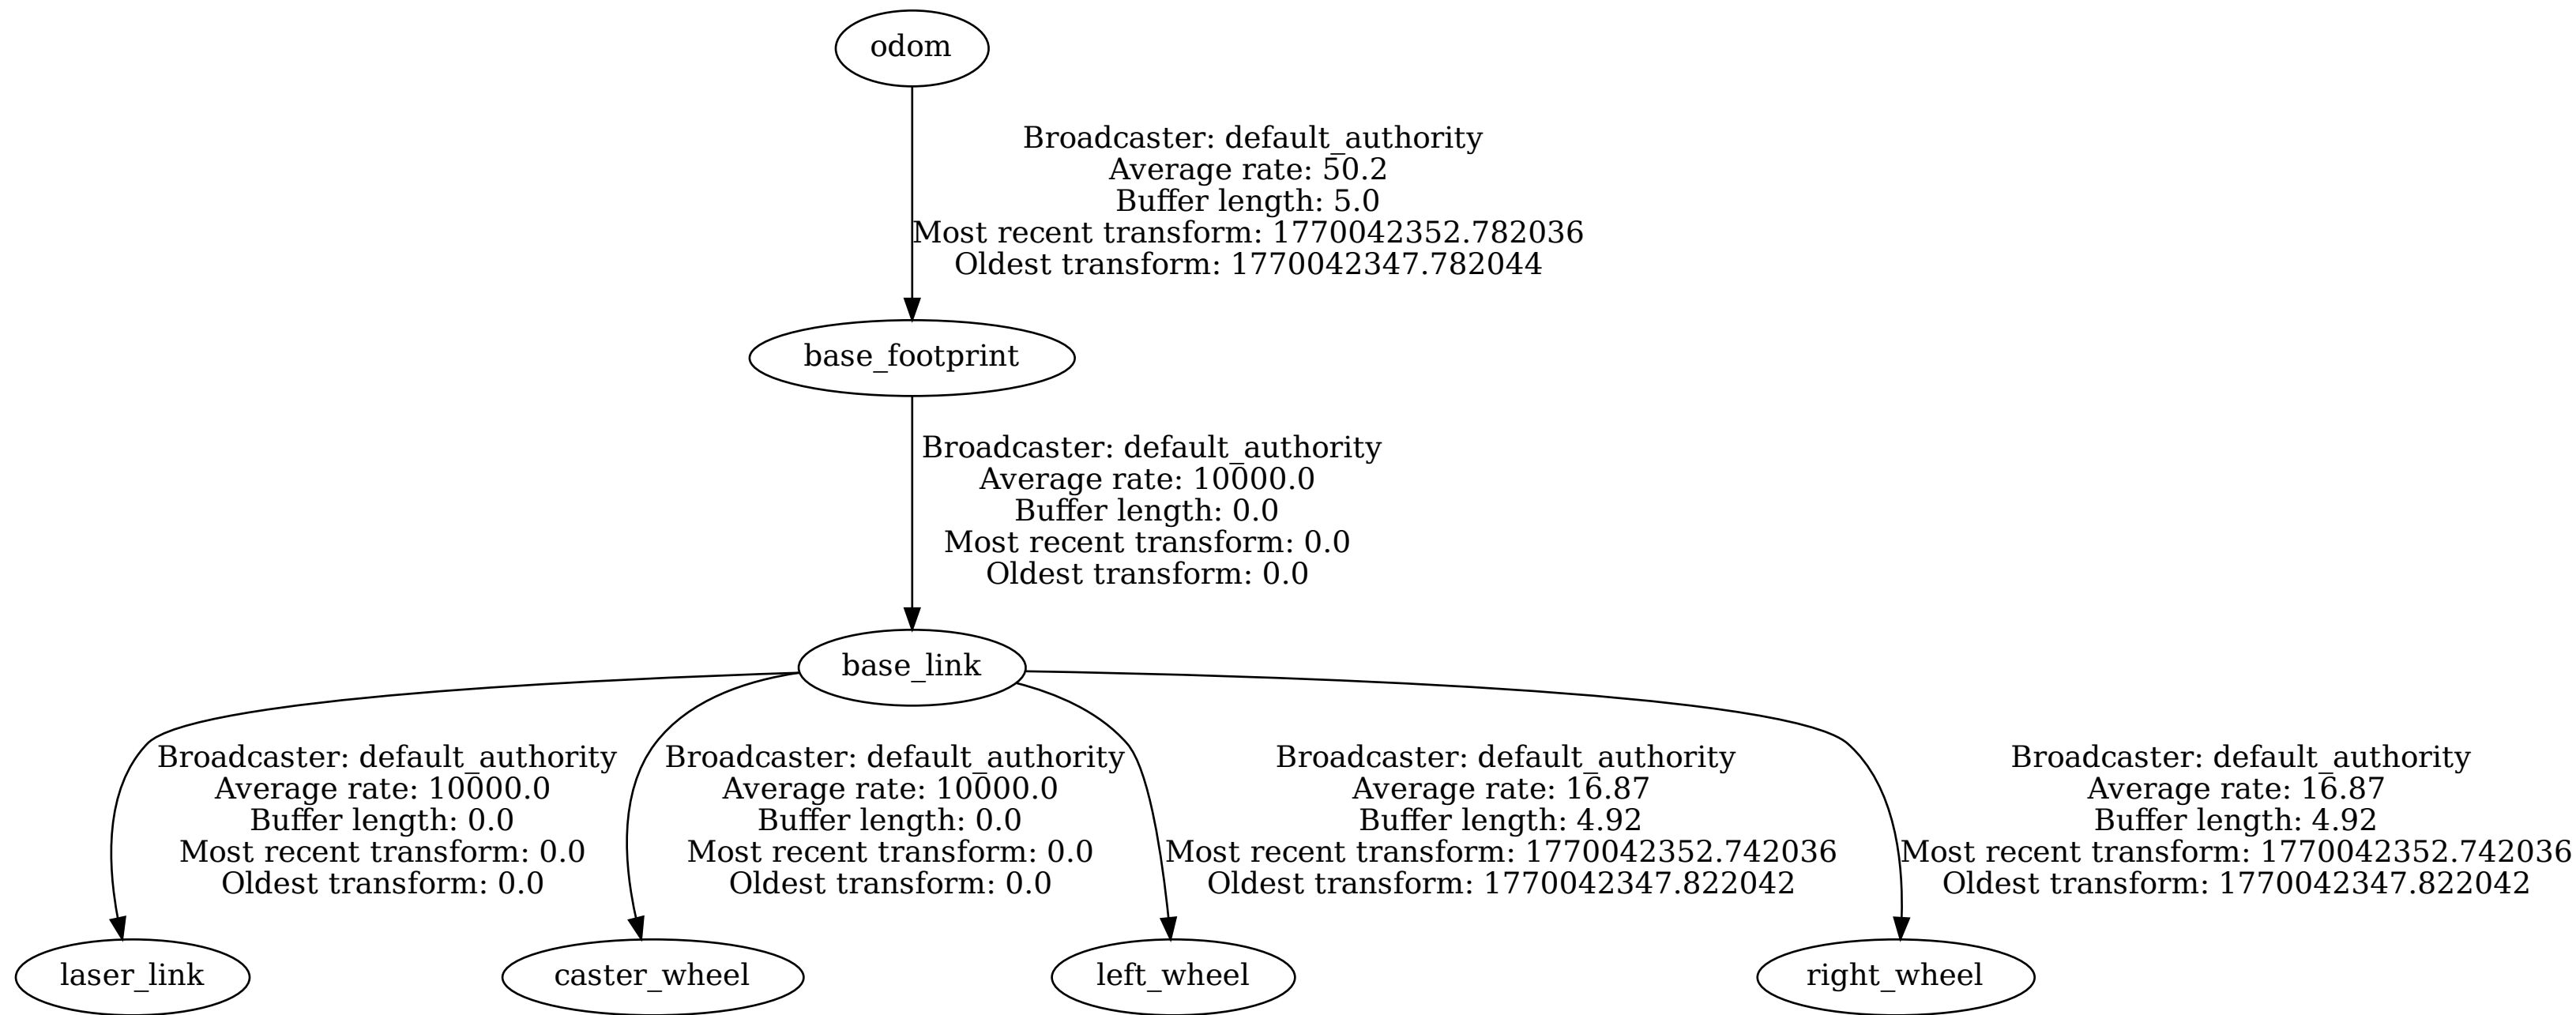 odom
Broadcaster: default_authority
Average rate: 50.2
Buffer length: 5.0
Most recent transform: 1770042352.782036
Oldest transform: 1770042347.782044
base_footprint
Broadcaster: default_authority
Average rate: 10000.0
Buffer length: 0.0
Most recent transform: 0.0
Oldest transform: 0.0
base_link
Broadcaster: default_authority
Average rate: 10000.0
Buffer length: 0.0
Most recent transform: 0.0
Oldest transform: 0.0
Broadcaster: default_authority
Average rate: 10000.0
Buffer length: 0.0
Most recent transform: 0.0
Oldest transform: 0.0
Broadcaster: default_authority
Average rate: 16.87
Buffer length: 4.92
Most recent transform: 1770042352.742036
Oldest transform: 1770042347.822042
Broadcaster: default_authority
Average rate: 16.87
Buffer length: 4.92
Most recent transform: 1770042352.742036
Oldest transform: 1770042347.822042
laser_link
caster_wheel
left_wheel
right_wheel